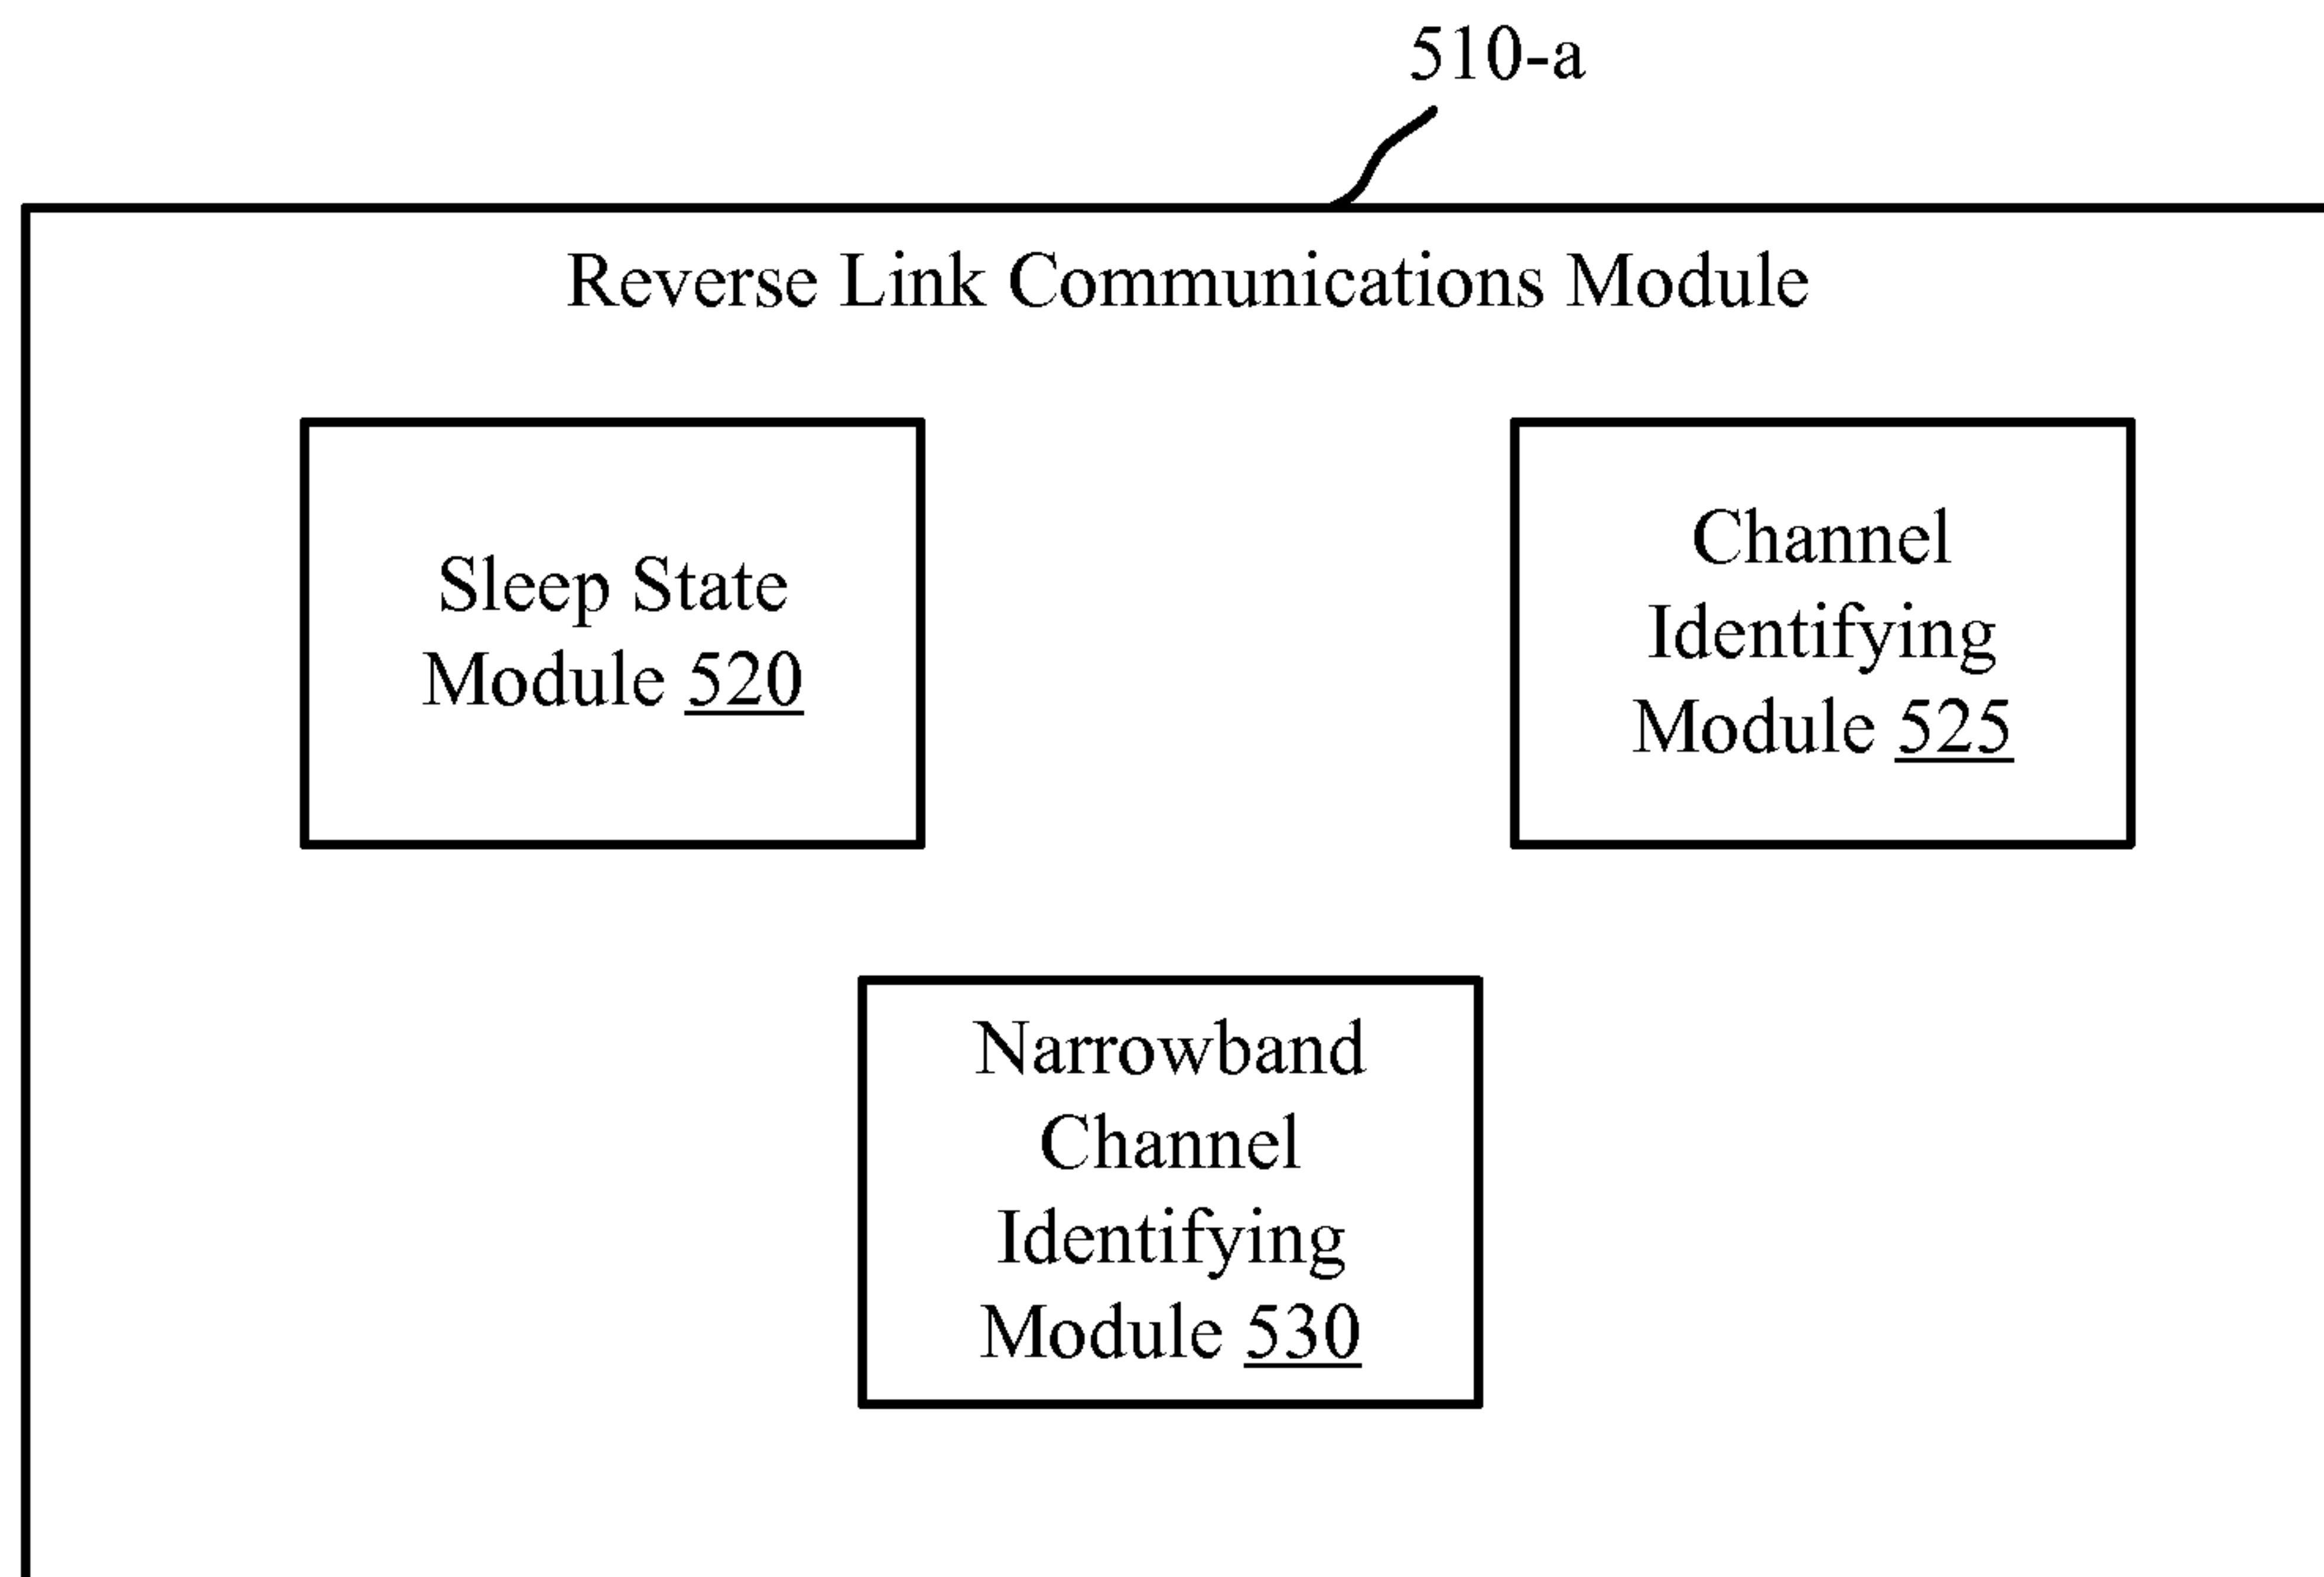 510-a
Reverse Link Communications Module
Sleep State
Module 520
Channel
Identifying
Module 525
Narrowband
Channel
Identifying
Module 530